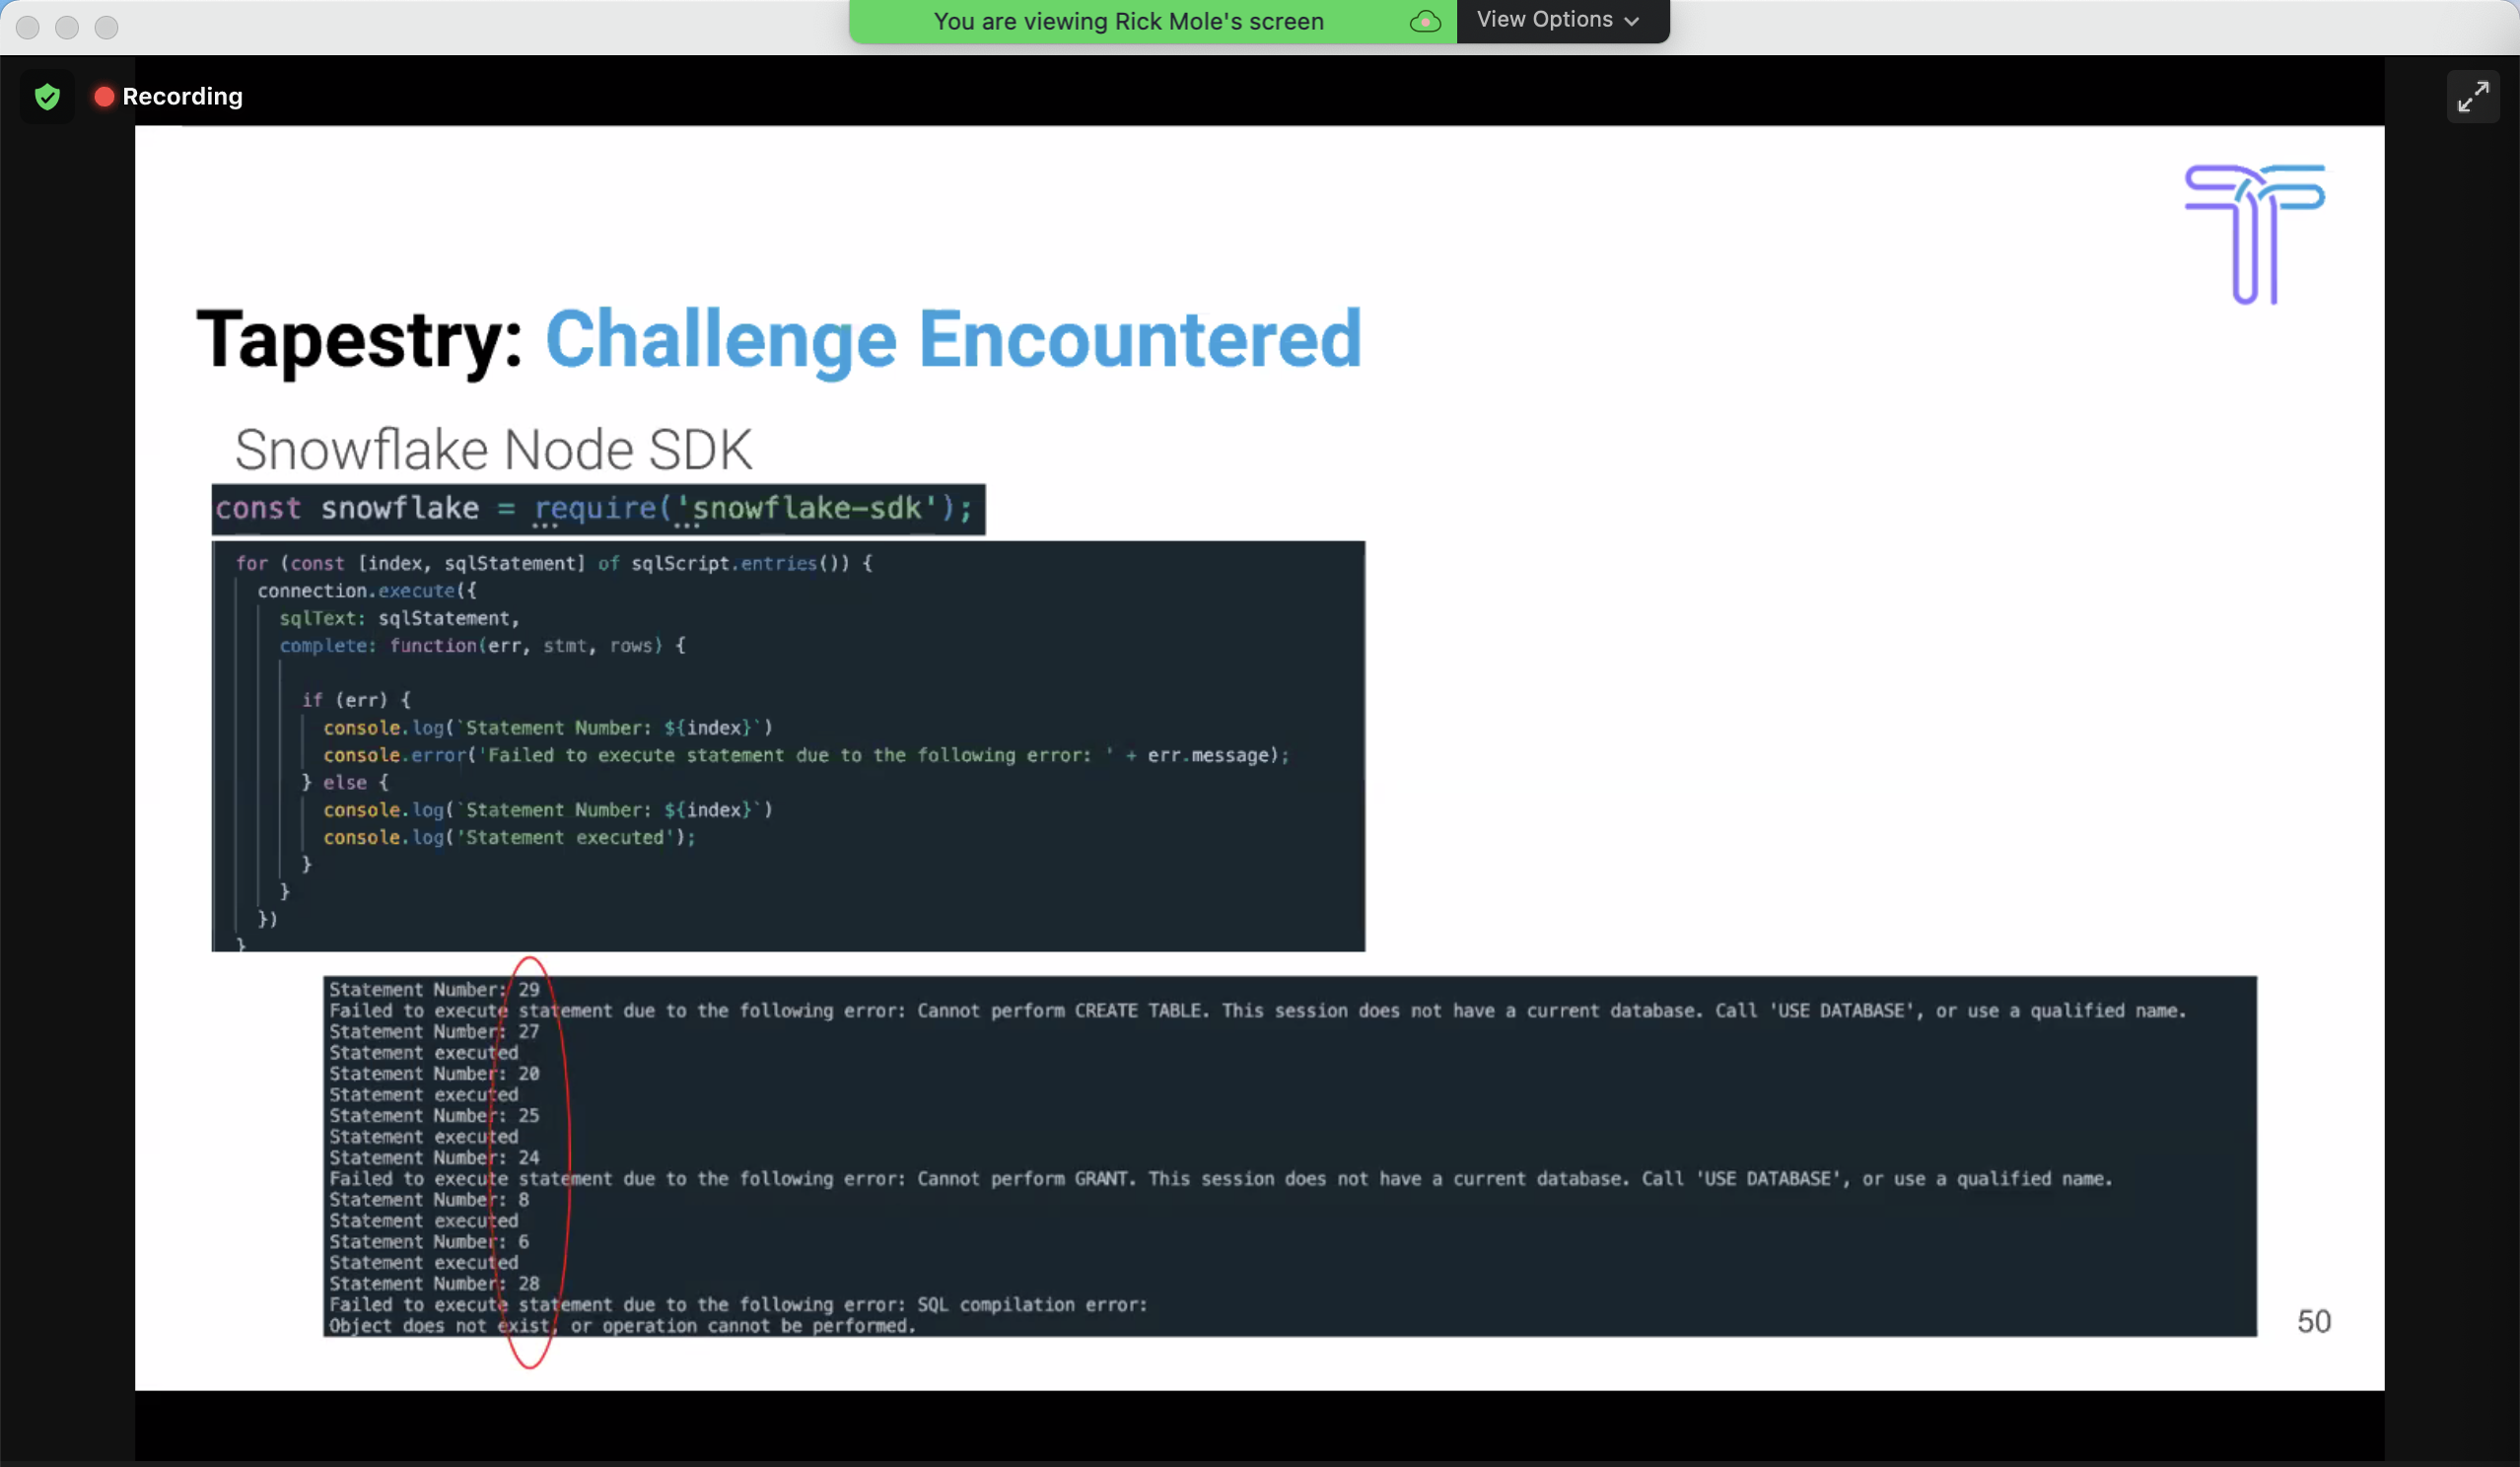 You are viewing Rick Mole's screen
View Options
Recording
Tapestry: Challenge Encountered
Snowflake Node SDK
const snowflake = require('snowflake-sdk');
for (const [index, sqlStatement] of sqlScript.entries()) {
connection.execute({
sqlText: sqlStatement,
complete: function(err, stmt, rows) {
if (err) {
console.log(`Statement Number: ${index}`)
console.error('Failed to execute statement due to the following error: ' + err.message);
} else {
console.log(`Statement Number: ${index}`)
console.log('Statement executed');
}
}
})
}
Statement Number: 29
Failed to execute statement due to the following error: Cannot perform CREATE TABLE. This session does not have a current database. Call 'USE DATABASE', or use a qualified name.
Statement Number: 27
Statement executed
Statement Number: 20
Statement executed
Statement Number: 25
Statement executed
Statement Number: 24
Failed to execute statement due to the following error: Cannot perform GRANT. This session does not have a current database. Call 'USE DATABASE', or use a qualified name.
Statement Number: 8
Statement executed
Statement Number: 6
Statement executed
Statement Number: 28
Failed to execute statement due to the following error: SQL compilation error:
Object does not exist, or operation cannot be performed.
50